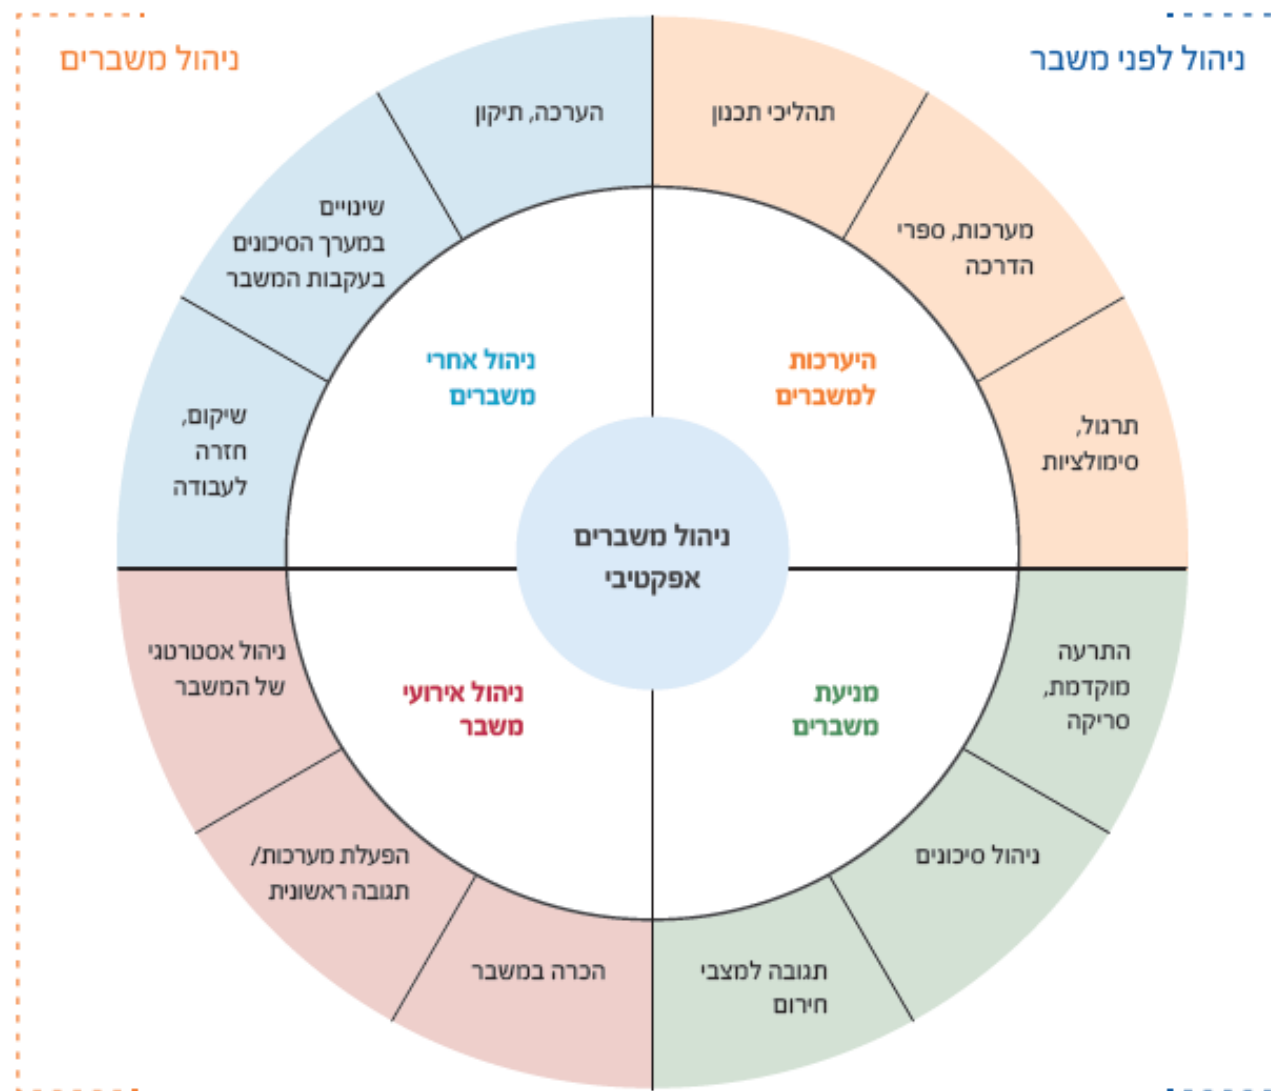 ניהול לפני משבר
ניהול משברים
תהליכי תכנון
מערכות, ספרי
הדרכה
תרגול,
סימולציות
היערכות
למשברים
התרעה
מוקדמת,
סריקה
ניהול סיכונים
תגובה למצבי
חירום
מניעת
משברים
הכרה במשבר
הפעלת מערכות/
תגובה ראשונית
ניהול אסטרטגי
של המשבר
ניהול אירועי
משבר
שיקום,
חזרה
לעבודה
שינויים
במערך הסיכונים
בעקבות המשבר
הערכה, תיקון
ניהול אחרי
משברים
ניהול משברים
אפקטיבי